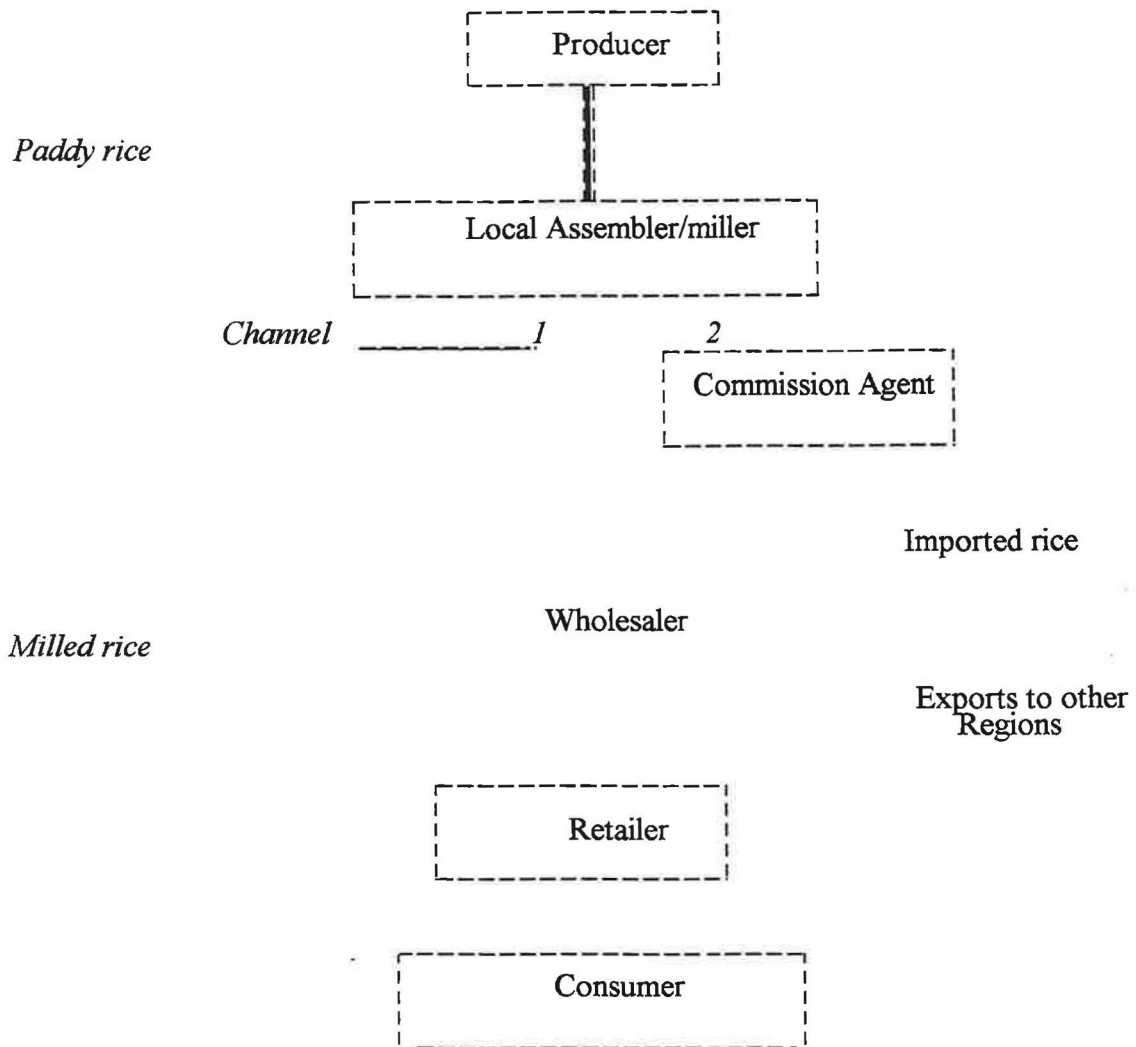 Producer
Paddy rice
Local Assembler/miller
Channel 1 2
Commission Agent
Imported rice
Wholesaler
Milled rice
Exports to other
Regions
Retailer
Consumer